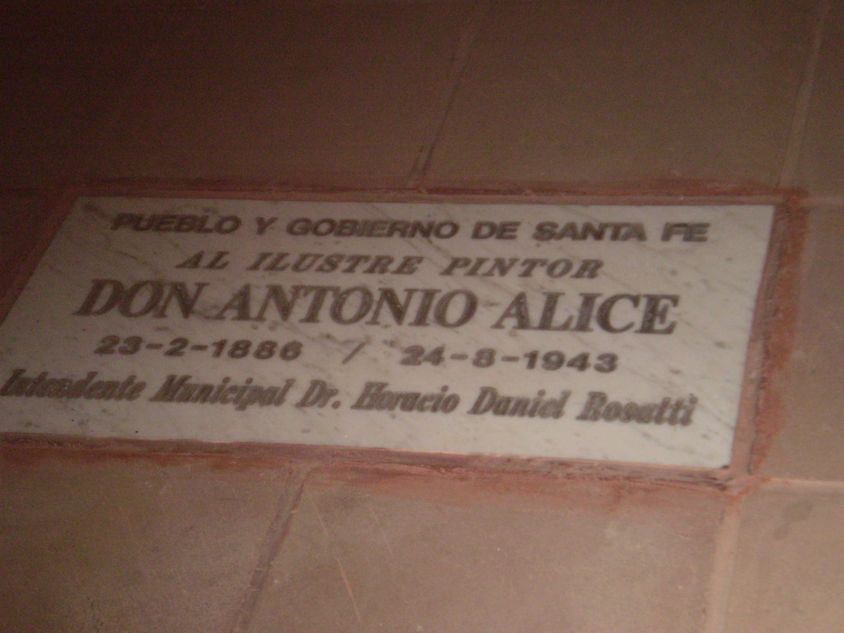 PUEBLO Y GOBIERNO DE SANTA FE
AL ILUSTRE PINTOR
DON ANTONIO ALICE
23-2-1886 / 24-8-1943
Intendente Municipal Dr. Horacio Daniel Rosatti